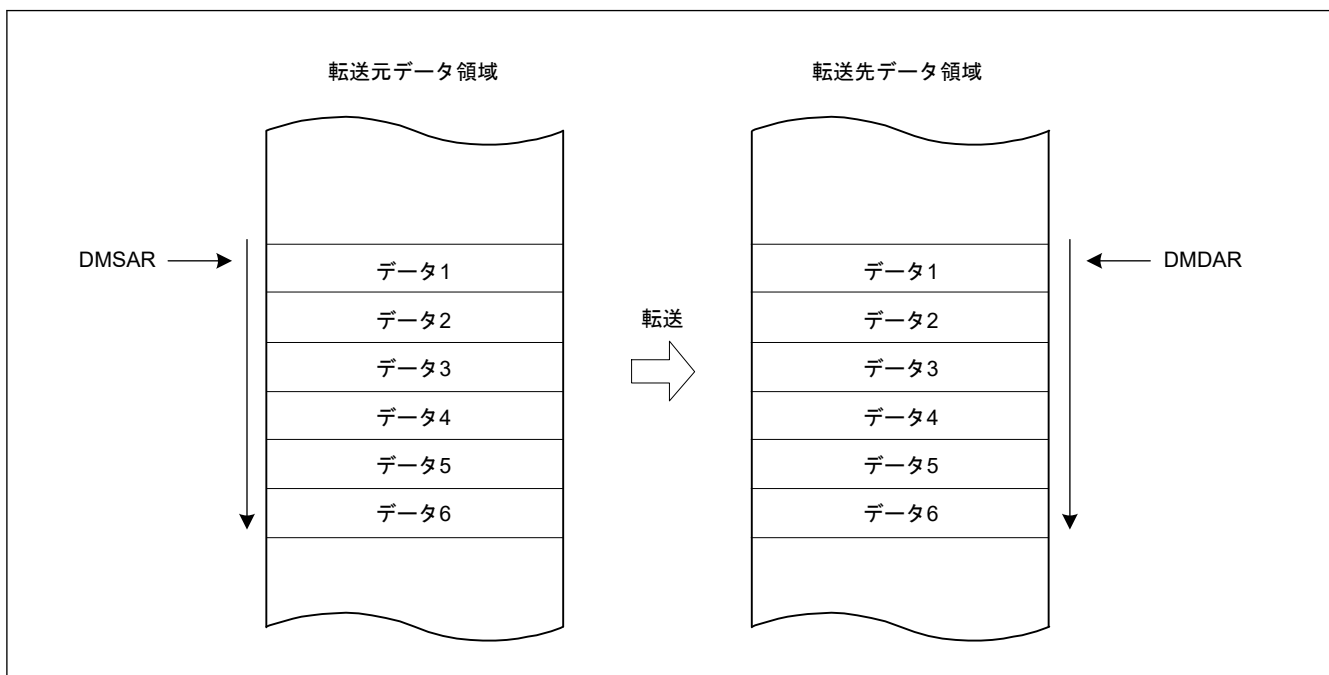 転送元データ領域
転送先データ領域
DMSAR
データ1
データ2
データ3
データ4
データ5
データ6
転送
データ1
データ2
データ3
データ4
データ5
データ6
DMDAR